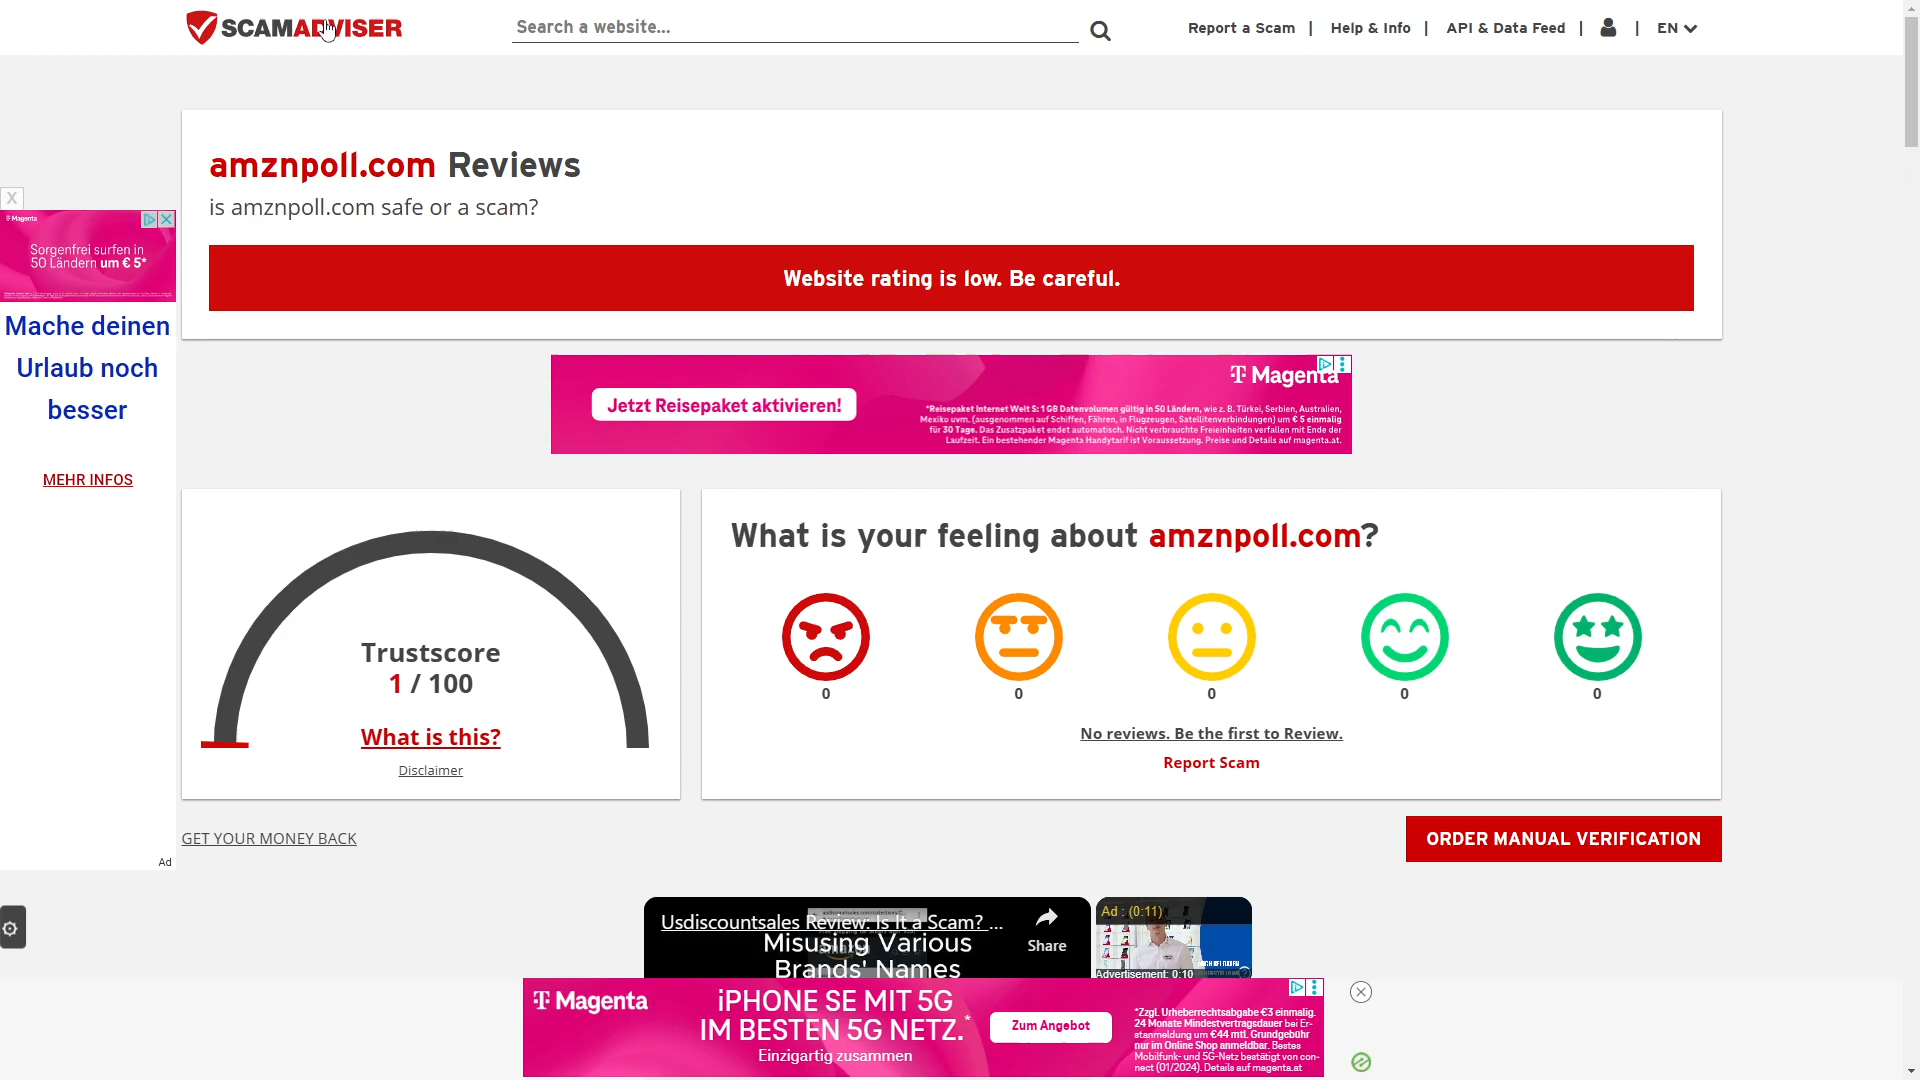 SCAMADVISER
Search a website...
Report a Scam | Help & Info | API & Data Feed | | EN
amznpoll.com Reviews
is amznpoll.com safe or a scam?
Website rating is low. Be careful.
X
Magenta
Sorgenfrei surfen in
50 Ländern um € 5*
Mache deinen
Urlaub noch
besser
MEHR INFOS
Ad
Jetzt Reisepaket aktivieren!
T Magenta
*Reisepaket Internet Welt S: 1 GB Datenvolumen gültig in 50 Ländern, wie z. B. Türkei, Serbien, Australien,
Mexiko uvm. (ausgenommen auf Schiffen, Fähren, in Flugzeugen, Satellitenverbindungen) um € 5 einmalig
für 30 Tage. Das Zusatzpaket endet automatisch. Nicht verbrauchte Freieinheiten verfallen mit Ende der
Laufzeit. Ein bestehender Magenta Handytarif ist Voraussetzung. Preise und Details auf magenta.at.
Trustscore
1 / 100
What is this?
Disclaimer
What is your feeling about amznpoll.com?
0 0 0 0 0
No reviews. Be the first to Review.
Report Scam
GET YOUR MONEY BACK
ORDER MANUAL VERIFICATION
Usdiscountsales Review: Is It a Scam? ...
Misusing Various
Brands' Names
Share
Ad : (0:11)
Advertisement: 0:10
T Magenta
iPHONE SE MIT 5G
IM BESTEN 5G NETZ.*
Einzigartig zusammen
Zum Angebot
*Zzgl. Urheberrechtsabgabe €3 einmalig.
24 Monate Mindestvertragsdauer bei Er-
stanmeldung um €44 mtl. Grundgebühr
nur im Online Shop anmeldbar. Bestes
Mobilfunk- und 5G-Netz bestätigt von con-
nect (01/2024). Details auf magenta.at